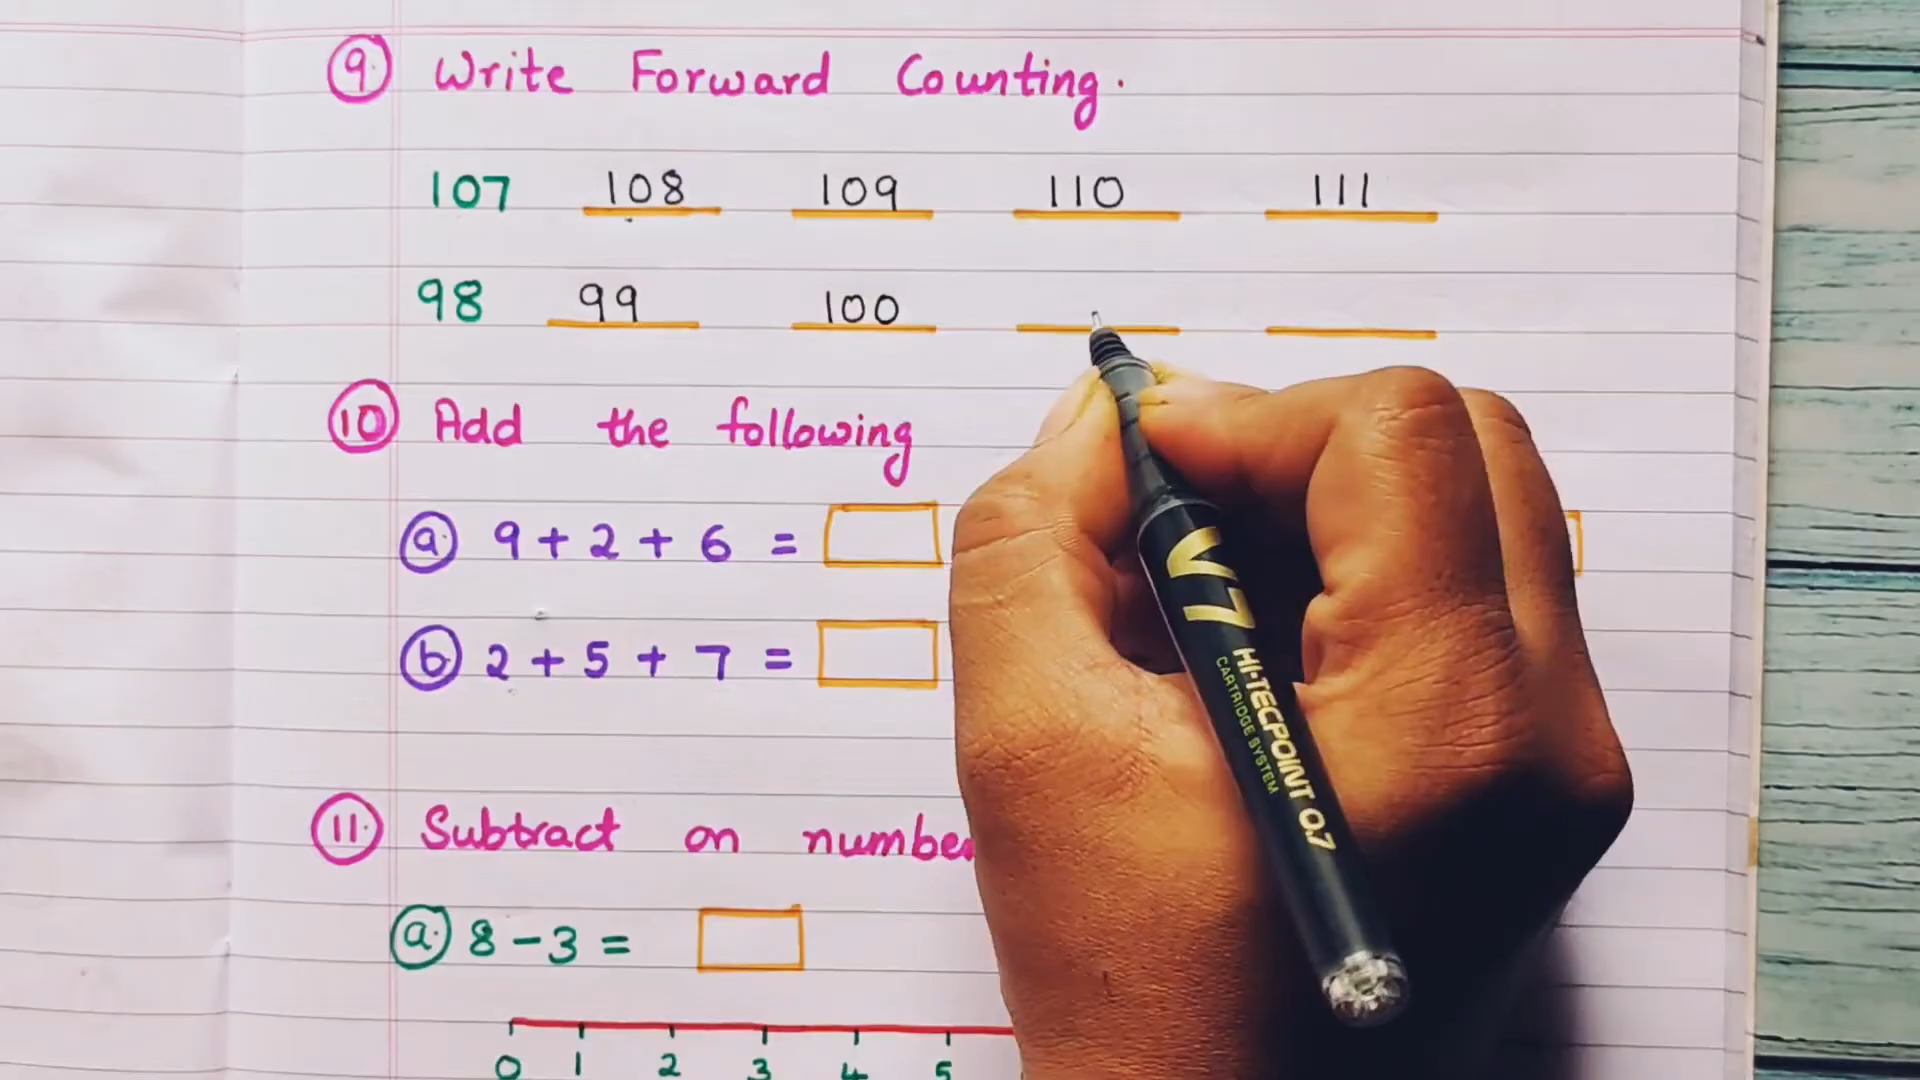 9. Write Forward Counting.
107 108 109 110 111
98 99 100
10 Add the following
a. 9 + 2 + 6 =
b. 2 + 5 + 7 =
11. Subtract on
a. 8 - 3 =
0 1 2 3 4 5
V7
HI-TECPOINT 0.7
CARTRIDGE SYSTEM